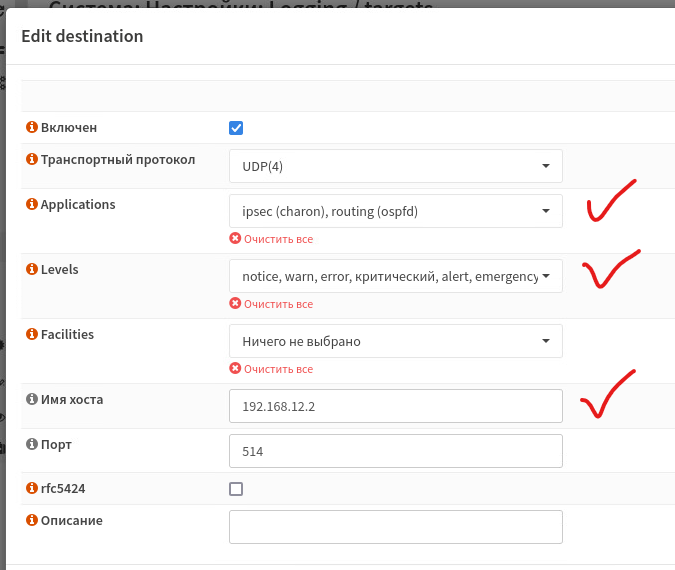 Система: Настройки: Logging / targets
Edit destination
Включен
Транспортный протокол
UDP(4)
Applications
ipsec (charon), routing (ospfd)
Очистить все
Levels
notice, warn, error, критический, alert, emergency
Очистить все
Facilities
Ничего не выбрано
Очистить все
Имя хоста
192.168.12.2
Порт
514
rfc5424
Описание